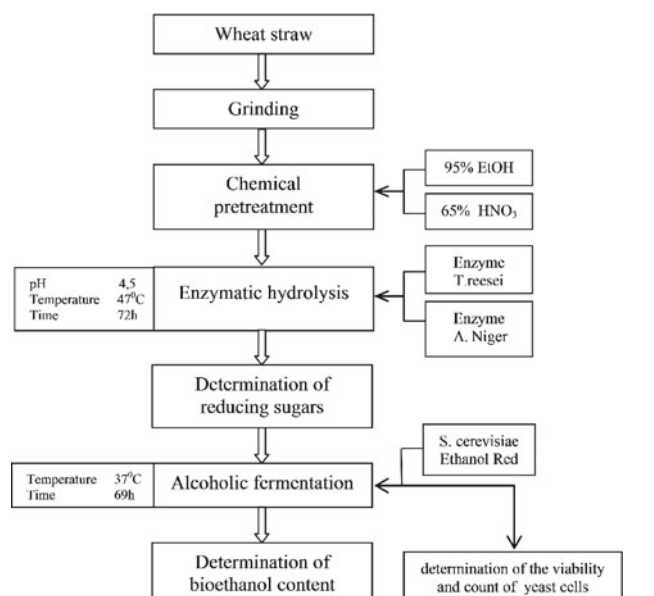 Wheat straw
Grinding
Chemical
pretreatment
95% EtOH
65% HNO₃
pH 4,5
Temperature 47⁰C
Time 72h
Enzymatic hydrolysis
Enzyme
T.reesei
Enzyme
A. Niger
Determination of
reducing sugars
S. cerevisiae
Ethanol Red
Temperature 37⁰C
Time 69h
Alcoholic fermentation
Determination of
bioethanol content
determination of the viability
and count of yeast cells